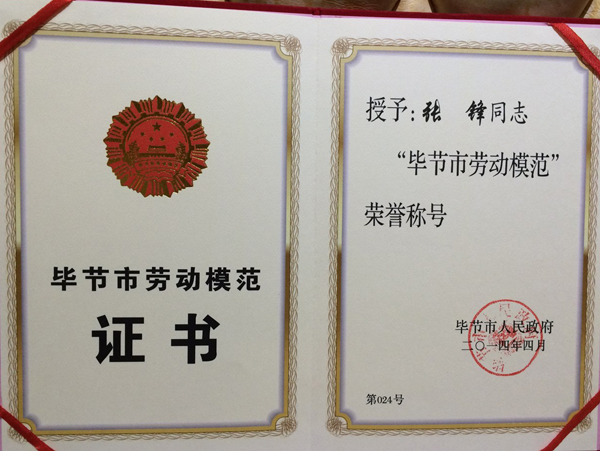 毕节市劳动模范
证书
授予:张 锋同志
“毕节市劳动模范”
荣誉称号
毕节市人民政府
二〇一四年四月
第024号